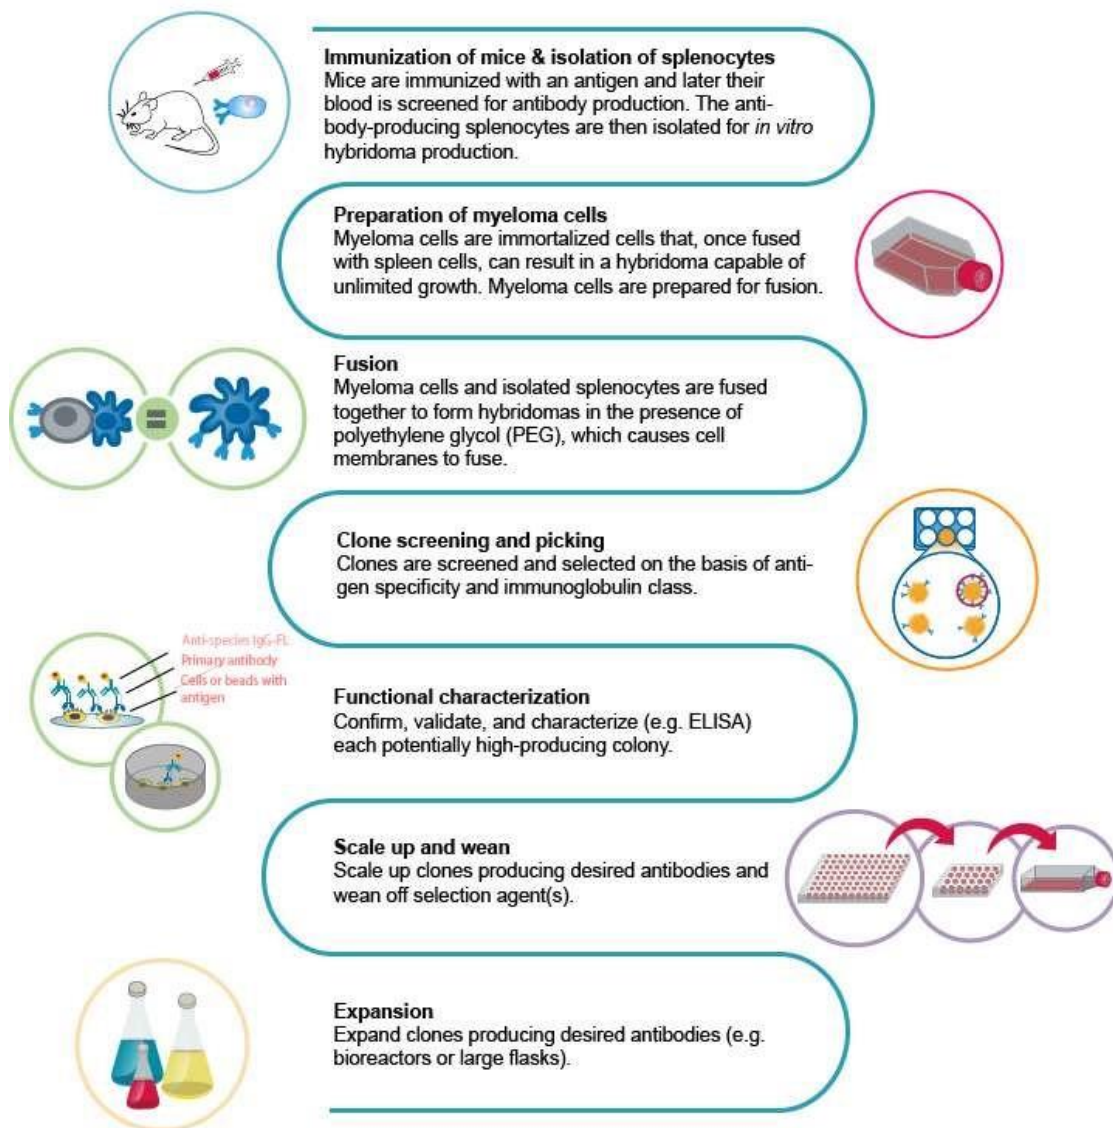 Immunization of mice & isolation of splenocytes
Mice are immunized with an antigen and later their
blood is screened for antibody production. The anti-
body-producing splenocytes are then isolated for in vitro
hybridoma production.
Preparation of myeloma cells
Myeloma cells are immortalized cells that, once fused
with spleen cells, can result in a hybridoma capable of
unlimited growth. Myeloma cells are prepared for fusion.
Fusion
Myeloma cells and isolated splenocytes are fused
together to form hybridomas in the presence of
polyethylene glycol (PEG), which causes cell
membranes to fuse.
Clone screening and picking
Clones are screened and selected on the basis of anti-
gen specificity and immunoglobulin class.
Anti-species IgG-FL
Primary antibody
Cells or beads with
antigen
Functional characterization
Confirm, validate, and characterize (e.g. ELISA)
each potentially high-producing colony.
Scale up and wean
Scale up clones producing desired antibodies and
wean off selection agent(s).
Expansion
Expand clones producing desired antibodies (e.g.
bioreactors or large flasks).